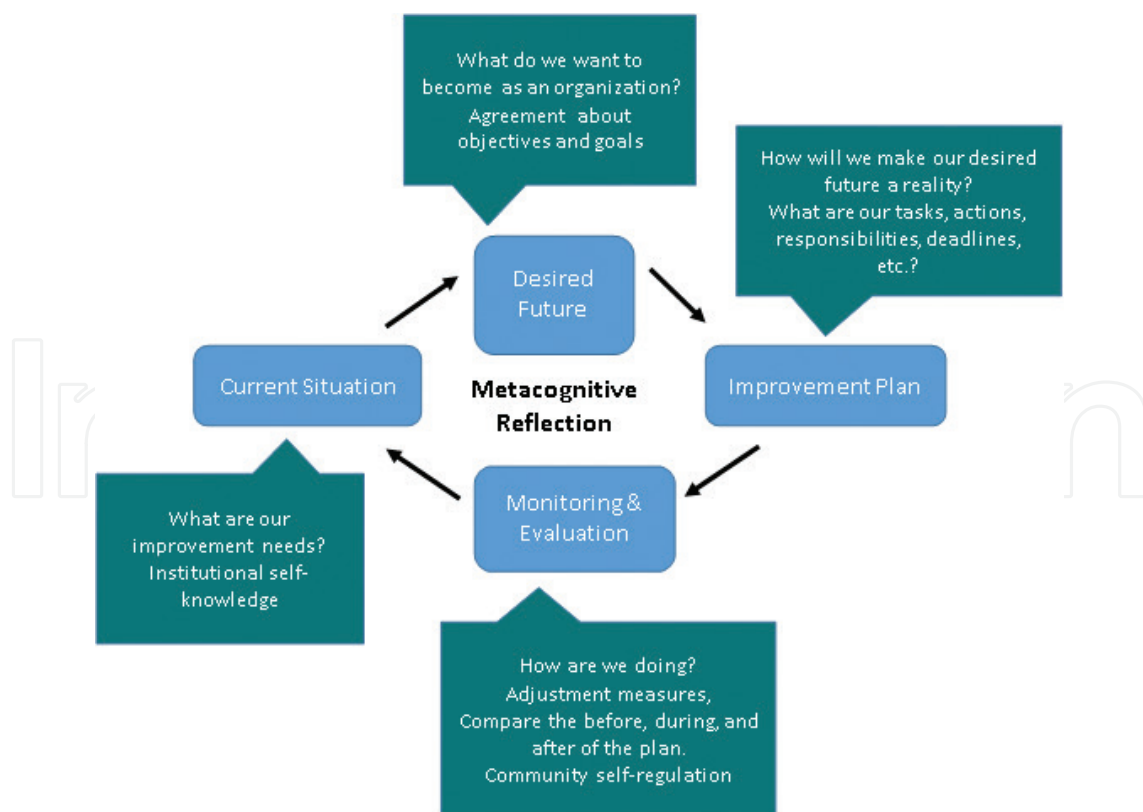 What do we want to
become as an organization?
Agreement about
objectives and goals
How will we make our desired
future a reality?
What are our tasks, actions,
responsibilities, deadlines,
etc.?
Desired
Future
Current Situation
Metacognitive
Reflection
Improvement Plan
Monitoring &
Evaluation
What are our
improvement needs?
Institutional self-
knowledge
How are we doing?
Adjustment measures,
Compare the before, during, and
after of the plan.
Community self-regulation